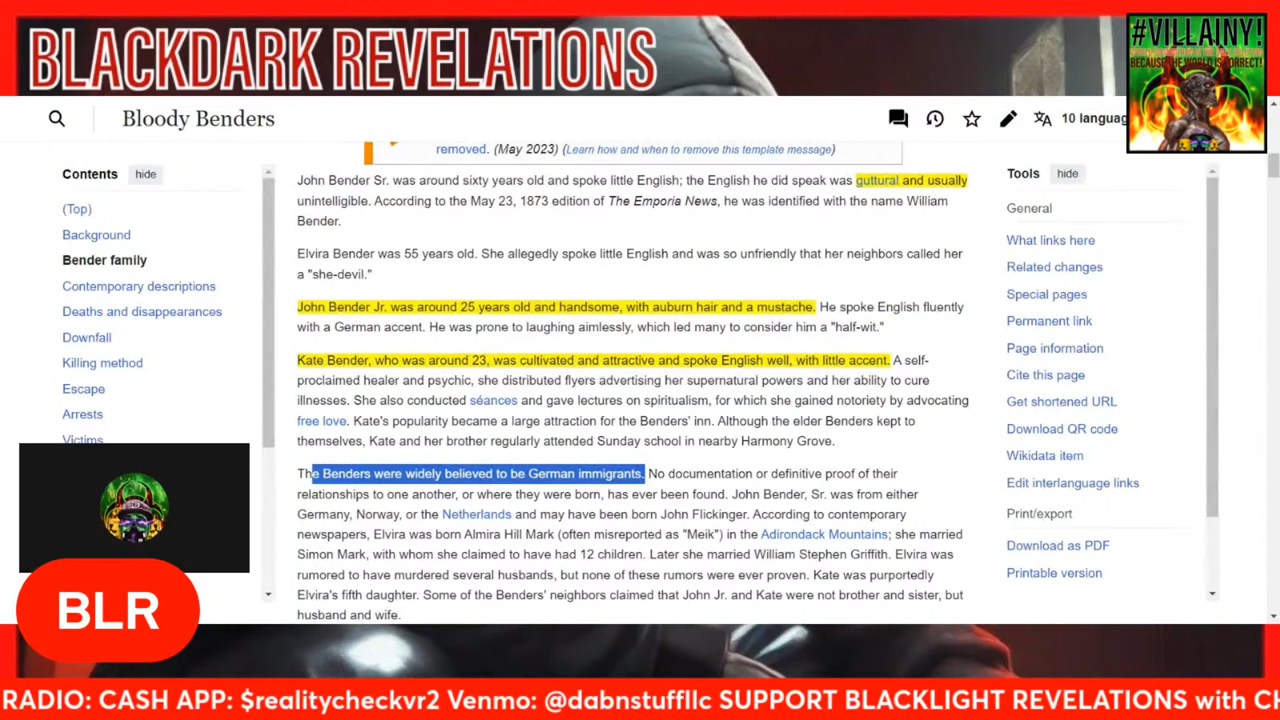 BLACKDARK REVELATIONS
#VILLAINY!
BECAUSE THE WORLD IS CORRECT!
Bloody Benders
10 languag
removed. (May 2023) (Learn how and when to remove this template message)
Contents hide
(Top)
Background
Bender family
Contemporary descriptions
Deaths and disappearances
Downfall
Killing method
Escape
Arrests
Victims
John Bender Sr. was around sixty years old and spoke little English; the English he did speak was guttural and usually
unintelligible. According to the May 23, 1873 edition of The Emporia News, he was identified with the name William
Bender.
Elvira Bender was 55 years old. She allegedly spoke little English and was so unfriendly that her neighbors called her
a "she-devil."
John Bender Jr. was around 25 years old and handsome, with auburn hair and a mustache. He spoke English fluently
with a German accent. He was prone to laughing aimlessly, which led many to consider him a "half-wit."
Kate Bender, who was around 23, was cultivated and attractive and spoke English well, with little accent. A self-
proclaimed healer and psychic, she distributed flyers advertising her supernatural powers and her ability to cure
illnesses. She also conducted séances and gave lectures on spiritualism, for which she gained notoriety by advocating
free love. Kate's popularity became a large attraction for the Benders' inn. Although the elder Benders kept to
themselves, Kate and her brother regularly attended Sunday school in nearby Harmony Grove.
The Benders were widely believed to be German immigrants. No documentation or definitive proof of their
relationships to one another, or where they were born, has ever been found. John Bender, Sr. was from either
Germany, Norway, or the Netherlands and may have been born John Flickinger. According to contemporary
newspapers, Elvira was born Almira Hill Mark (often misreported as "Meik") in the Adirondack Mountains; she married
Simon Mark, with whom she claimed to have had 12 children. Later she married William Stephen Griffith. Elvira was
rumored to have murdered several husbands, but none of these rumors were ever proven. Kate was purportedly
Elvira's fifth daughter. Some of the Benders' neighbors claimed that John Jr. and Kate were not brother and sister, but
husband and wife.
Tools hide
General
What links here
Related changes
Special pages
Permanent link
Page information
Cite this page
Get shortened URL
Download QR code
Wikidata item
Edit interlanguage links
Print/export
Download as PDF
Printable version
BLR
RADIO: CASH APP: $realitycheckvr2 Venmo: @dabnstuffllc SUPPORT BLACKLIGHT REVELATIONS with CH